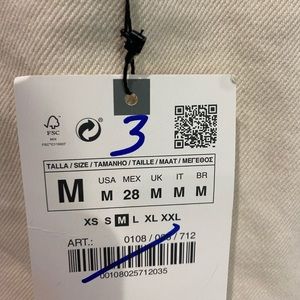 FSC
MIX
3
TALLA / SIZE / TAMANHO / TAILLE / MAAT / ΜΕΓΕΘΟΣ
M USA MEX UK IT BR
M 28 M M M
XS S M L XL XXL
ART.: 0108 / 712
00108025712035